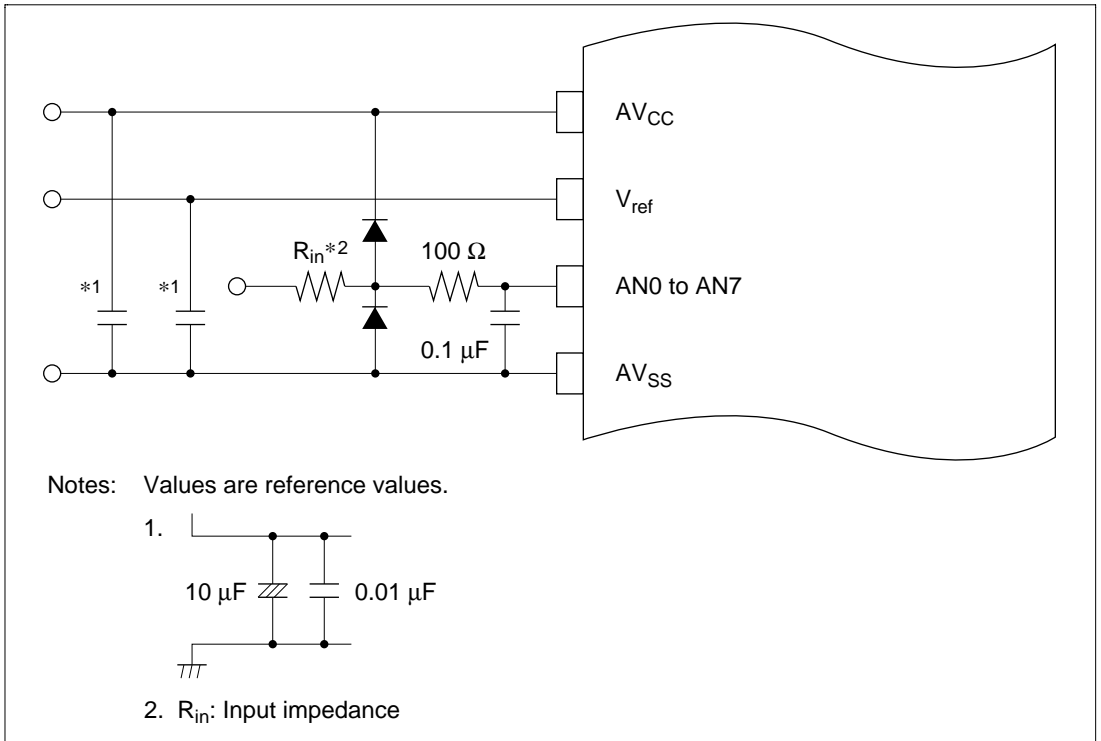 AVCC
Vref
Rin*2 100 Ω
*1 *1 AN0 to AN7
0.1 μF
AVSS
Notes: Values are reference values.
1.
10 μF 0.01 μF
2. Rin: Input impedance